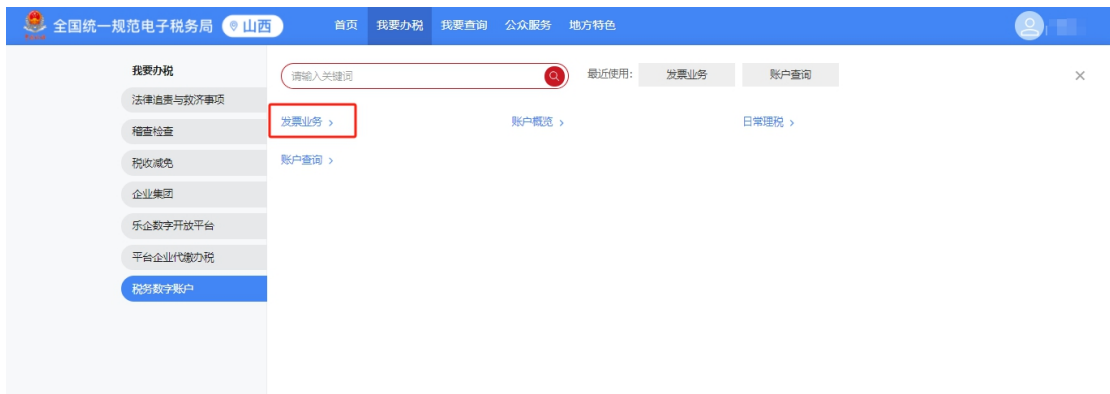 全国统一规范电子税务局 山西 首页 我要办税 我要查询 公众服务 地方特色
我要办税
法律追责与救济事项
稽查检查
税收减免
企业集团
乐企数字开放平台
平台企业代缴办税
税务数字账户
请输入关键词 最近使用: 发票业务 账户查询 ×
发票业务 > 账户概览 > 日常理税 >
账户查询 >